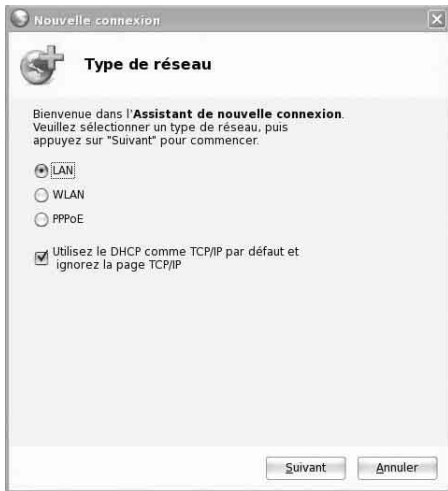 Nouvelle connexion
Type de réseau
Bienvenue dans l'Assistant de nouvelle connexion.
Veuillez sélectionner un type de réseau, puis
appuyez sur "Suivant" pour commencer.
LAN
WLAN
PPPoE
Utilisez le DHCP comme TCP/IP par défaut et
ignorez la page TCP/IP
Suivant
Annuler